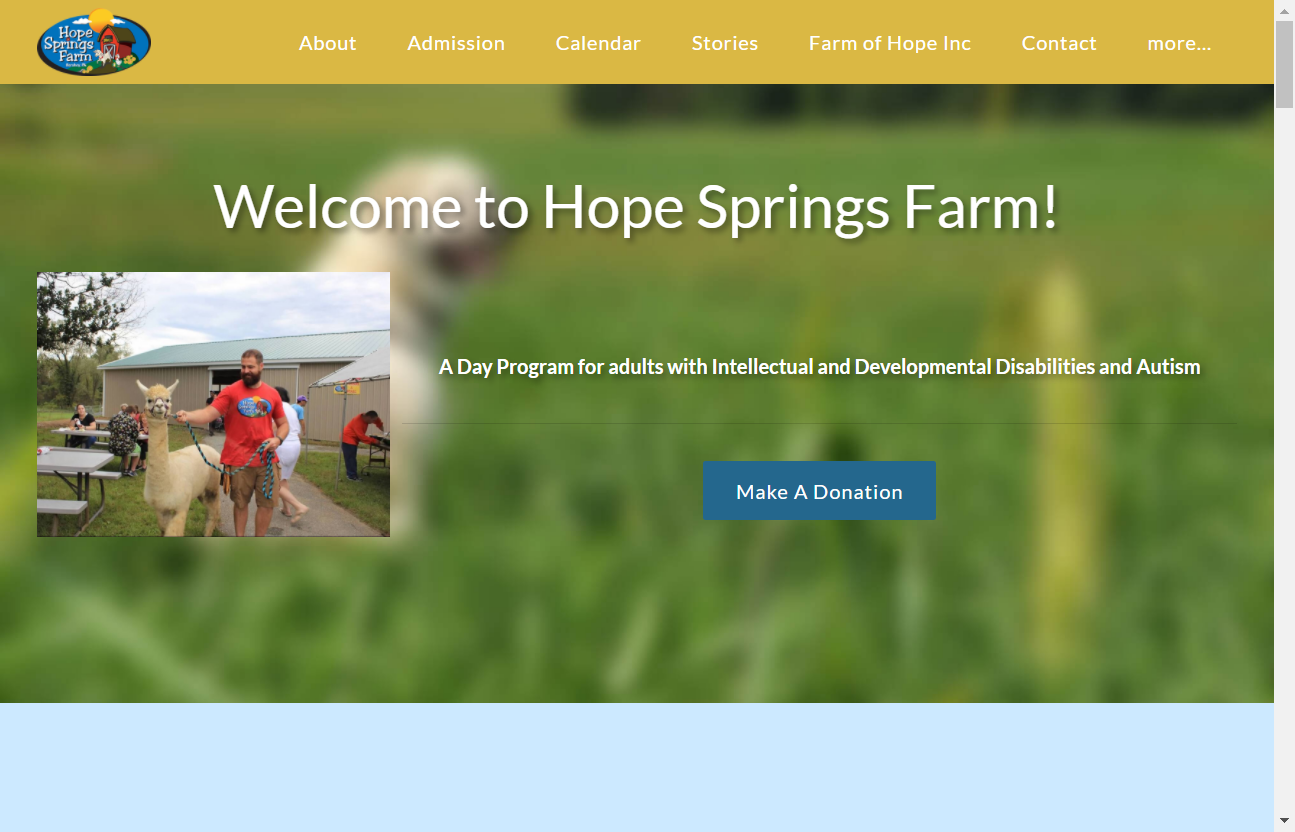 Hope
Springs
Farm
About
Admission
Calendar
Stories
Farm of Hope Inc
Contact
more...
Welcome to Hope Springs Farm!
A Day Program for adults with Intellectual and Developmental Disabilities and Autism
Make A Donation